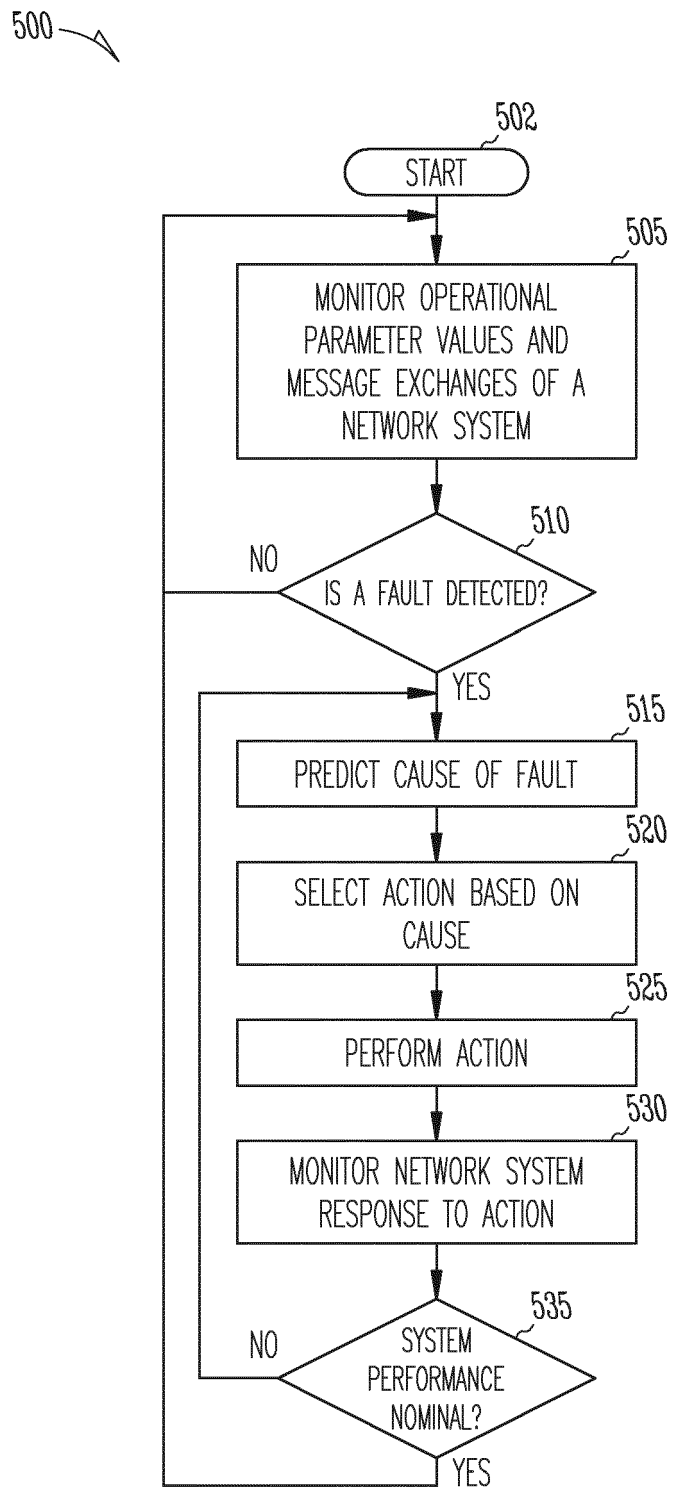 500
502
START
505
MONITOR OPERATIONAL
PARAMETER VALUES AND
MESSAGE EXCHANGES OF A
NETWORK SYSTEM
510
NO
IS A FAULT DETECTED?
YES
515
PREDICT CAUSE OF FAULT
520
SELECT ACTION BASED ON
CAUSE
525
PERFORM ACTION
530
MONITOR NETWORK SYSTEM
RESPONSE TO ACTION
535
NO
SYSTEM
PERFORMANCE
NOMINAL?
YES